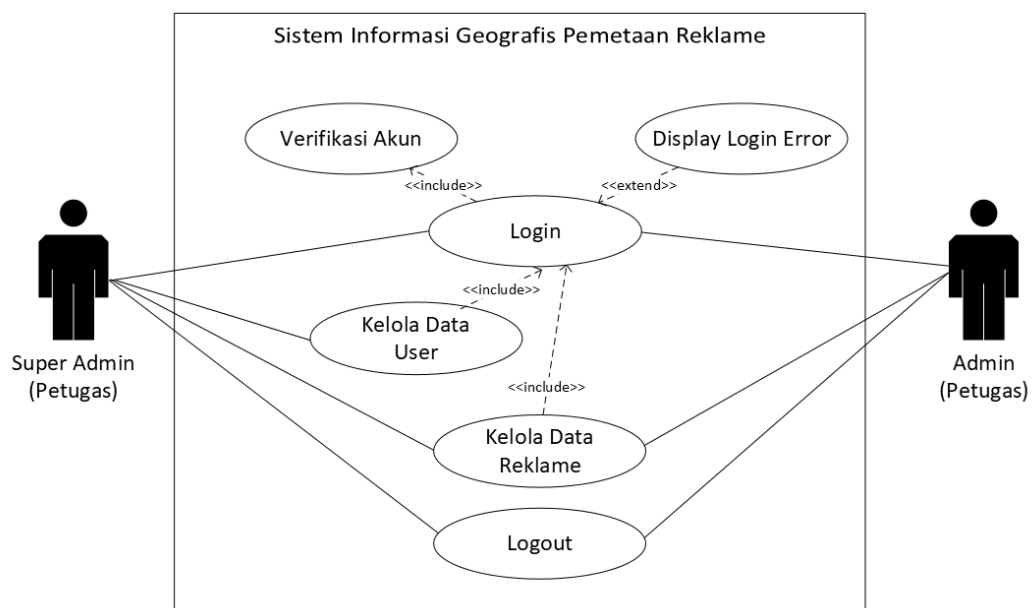 Sistem Informasi Geografis Pemetaan Reklame
Verifikasi Akun
Display Login Error
<<include>>
<<extend>>
Login
<<include>>
Kelola Data
User
Super Admin
(Petugas)
Admin
(Petugas)
<<include>>
Kelola Data
Reklame
Logout